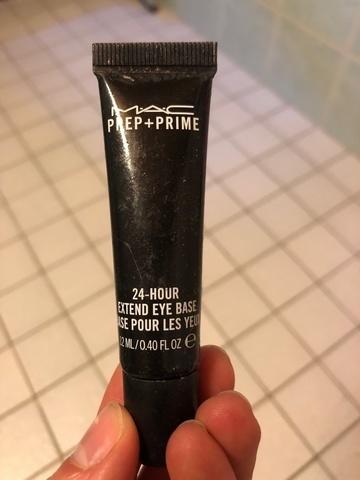 MAC
PREP+PRIME
24-HOUR
EXTEND EYE BASE
BASE POUR LES YEUX
12 ML/0.40 FL OZ e